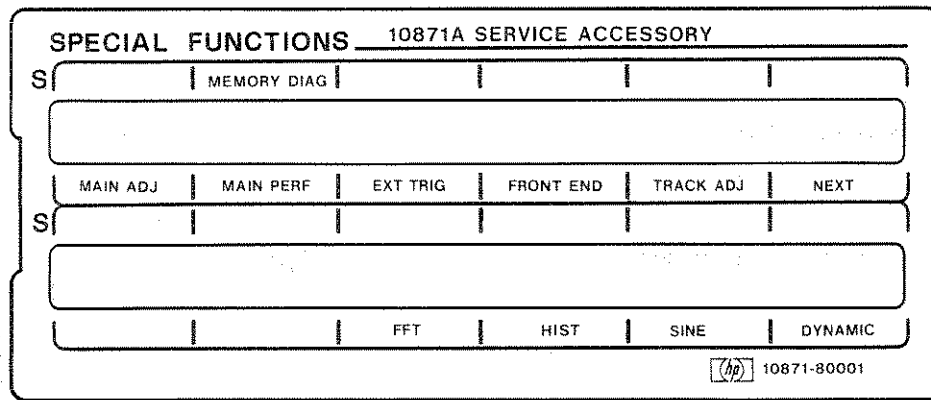 SPECIAL FUNCTIONS 10871A SERVICE ACCESSORY
S MEMORY DIAG
MAIN ADJ MAIN PERF EXT TRIG FRONT END TRACK ADJ NEXT
S
FFT HIST SINE DYNAMIC
hp 10871-80001